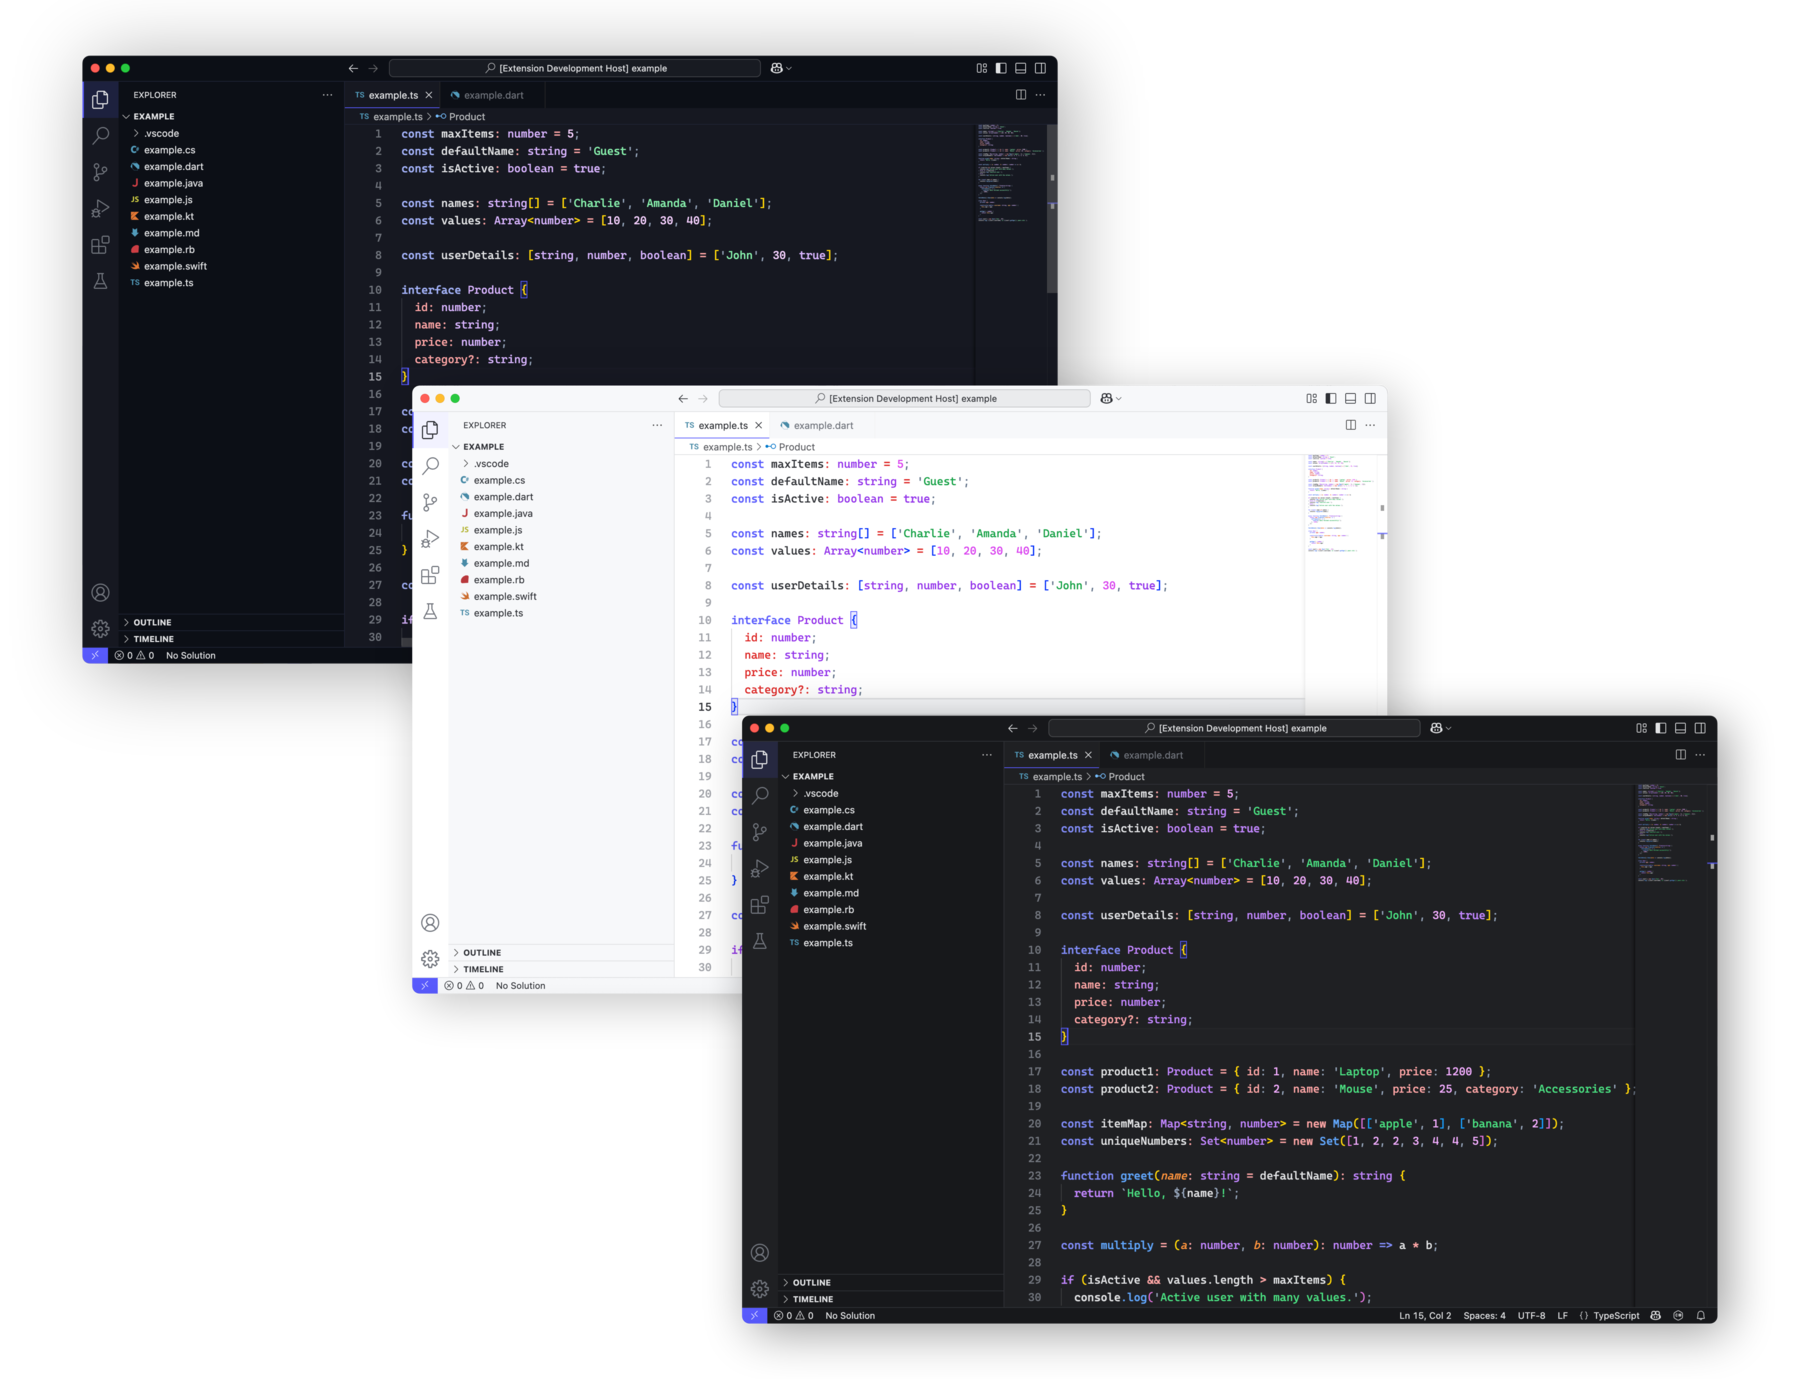 [Extension Development Host] example
EXPLORER
EXAMPLE
.vscode
example.cs
example.dart
example.java
example.js
example.kt
example.md
example.rb
example.swift
example.ts
OUTLINE
TIMELINE
0 0 No Solution
TS example.ts example.dart
TS example.ts > Product
1 const maxItems: number = 5;
2 const defaultName: string = 'Guest';
3 const isActive: boolean = true;
4
5 const names: string[] = ['Charlie', 'Amanda', 'Daniel'];
6 const values: Array<number> = [10, 20, 30, 40];
7
8 const userDetails: [string, number, boolean] = ['John', 30, true];
9
10 interface Product {
11 id: number;
12 name: string;
13 price: number;
14 category?: string;
15 }
16
17 co
18 co
19
20 co
21 co
22
23 fu
24
25 }
26
27 co
28
29 if
30
[Extension Development Host] example
EXPLORER
EXAMPLE
.vscode
example.cs
example.dart
example.java
JS example.js
example.kt
example.md
example.rb
example.swift
TS example.ts
OUTLINE
TIMELINE
0 0 No Solution
TS example.ts example.dart
TS example.ts > Product
1 const maxItems: number = 5;
2 const defaultName: string = 'Guest';
3 const isActive: boolean = true;
4
5 const names: string[] = ['Charlie', 'Amanda', 'Daniel'];
6 const values: Array<number> = [10, 20, 30, 40];
7
8 const userDetails: [string, number, boolean] = ['John', 30, true];
9
10 interface Product {
11 id: number;
12 name: string;
13 price: number;
14 category?: string;
15 }
16
17 co
18 co
19
20 co
21 co
22
23 fu
24
25 }
26
27 co
28
29 if
30
[Extension Development Host] example
EXPLORER
EXAMPLE
.vscode
example.cs
example.dart
example.java
JS example.js
example.kt
example.md
example.rb
example.swift
TS example.ts
OUTLINE
TIMELINE
TS example.ts example.dart
TS example.ts > Product
1 const maxItems: number = 5;
2 const defaultName: string = 'Guest';
3 const isActive: boolean = true;
4
5 const names: string[] = ['Charlie', 'Amanda', 'Daniel'];
6 const values: Array<number> = [10, 20, 30, 40];
7
8 const userDetails: [string, number, boolean] = ['John', 30, true];
9
10 interface Product {
11 id: number;
12 name: string;
13 price: number;
14 category?: string;
15 }
16
17 const product1: Product = { id: 1, name: 'Laptop', price: 1200 };
18 const product2: Product = { id: 2, name: 'Mouse', price: 25, category: 'Accessories' };
19
20 const itemMap: Map<string, number> = new Map([['apple', 1], ['banana', 2]]);
21 const uniqueNumbers: Set<number> = new Set([1, 2, 2, 3, 4, 4, 5]);
22
23 function greet(name: string = defaultName): string {
24 return `Hello, ${name}!`;
25 }
26
27 const multiply = (a: number, b: number): number => a * b;
28
29 if (isActive && values.length > maxItems) {
30 console.log('Active user with many values.');
0 0 No Solution Ln 15, Col 2 Spaces: 4 UTF-8 LF {} TypeScript